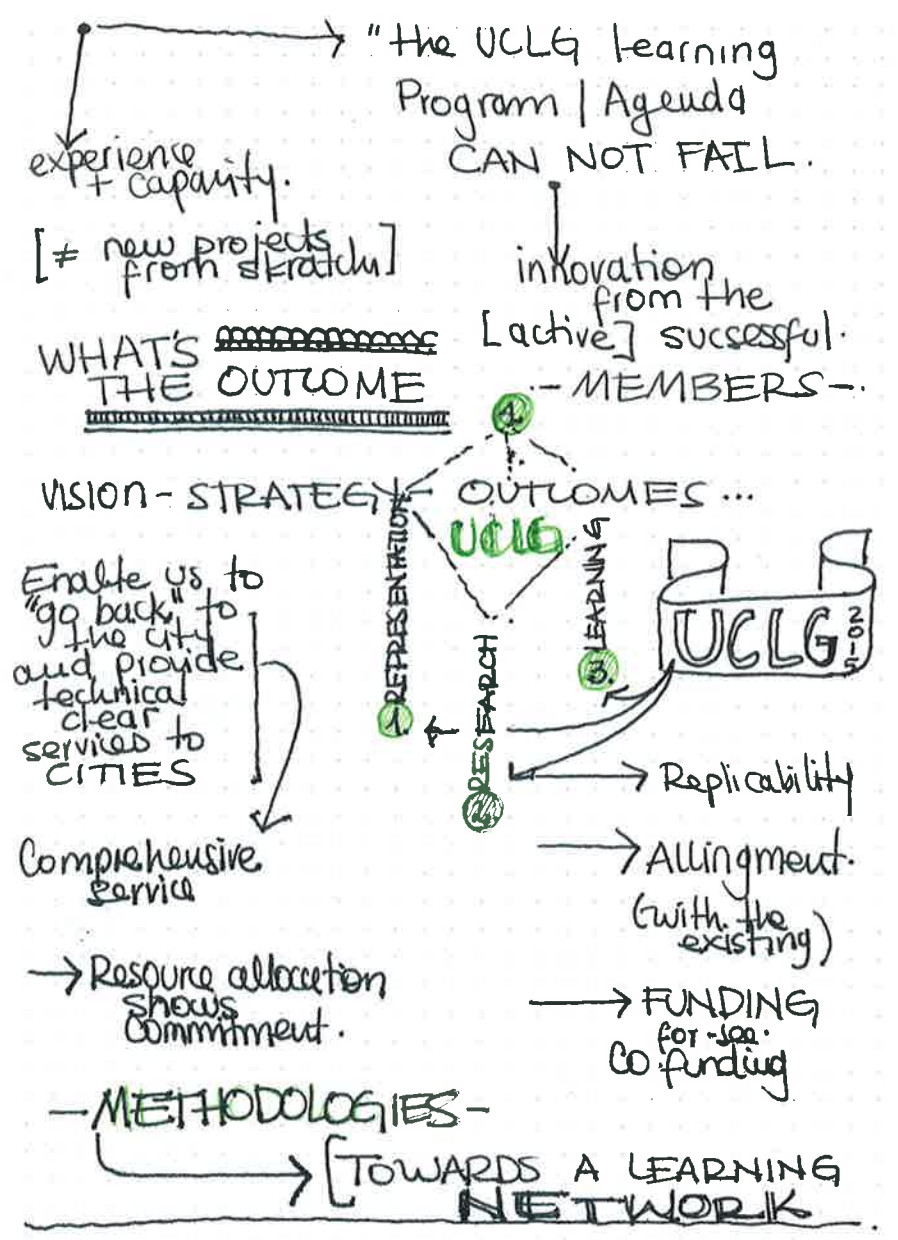 "the UCLG Learning
Program / Agenda
CAN NOT FAIL.
experience
+ capacity.
[≠ new projects
from skratch]
innovation
from the
[active] sucsessful.
-MEMBERS-.
WHAT'S
THE OUTCOME
4
VISION - STRATEGY - OUTCOMES ...
UCLG
REPRESENTATION
1.
RESEARCH
2.
LEARNING
3.
UCLG 2015
Enable us to
"go back" to
the city
and provide
technical
clear
services to
CITIES
Comprehensive
service
→ Replicability
→ Allingment.
(with the
existing)
→ Resource allocation
shows
commitment.
→ FUNDING
for-see.
Co funding
- METHODOLOGIES -
[TOWARDS A LEARNING
NETWORK